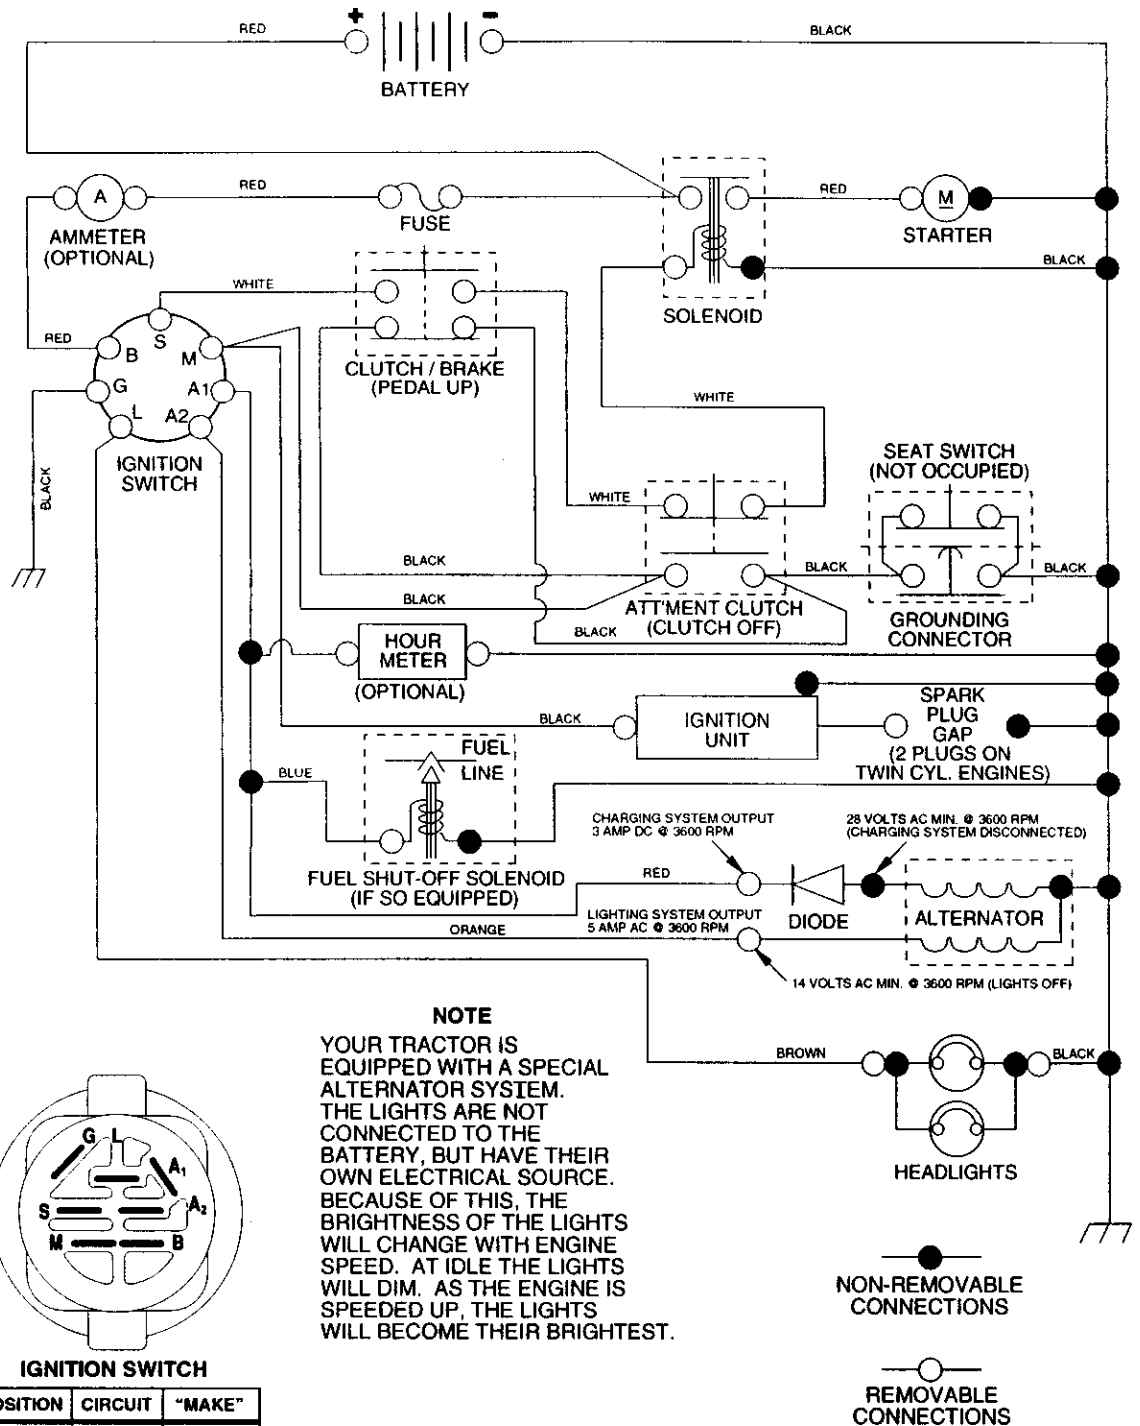 + −
RED
BATTERY
BLACK
A
AMMETER
(OPTIONAL)
RED
FUSE
RED
M
STARTER
BLACK
SOLENOID
WHITE
RED
S
B
M
G
A1
L
A2
IGNITION
SWITCH
BLACK
CLUTCH / BRAKE
(PEDAL UP)
WHITE
SEAT SWITCH
(NOT OCCUPIED)
WHITE
BLACK
BLACK
BLACK
BLACK
ATT'MENT CLUTCH
(CLUTCH OFF)
BLACK
GROUNDING
CONNECTOR
HOUR
METER
(OPTIONAL)
BLACK
IGNITION
UNIT
SPARK
PLUG
GAP
(2 PLUGS ON
TWIN CYL. ENGINES)
FUEL
LINE
BLUE
FUEL SHUT-OFF SOLENOID
(IF SO EQUIPPED)
CHARGING SYSTEM OUTPUT
3 AMP DC @ 3600 RPM
28 VOLTS AC MIN. @ 3600 RPM
(CHARGING SYSTEM DISCONNECTED)
RED
DIODE
ALTERNATOR
LIGHTING SYSTEM OUTPUT
5 AMP AC @ 3600 RPM
ORANGE
14 VOLTS AC MIN. @ 3600 RPM (LIGHTS OFF)
NOTE
YOUR TRACTOR IS
EQUIPPED WITH A SPECIAL
ALTERNATOR SYSTEM.
THE LIGHTS ARE NOT
CONNECTED TO THE
BATTERY, BUT HAVE THEIR
OWN ELECTRICAL SOURCE.
BECAUSE OF THIS, THE
BRIGHTNESS OF THE LIGHTS
WILL CHANGE WITH ENGINE
SPEED. AT IDLE THE LIGHTS
WILL DIM. AS THE ENGINE IS
SPEEDED UP, THE LIGHTS
WILL BECOME THEIR BRIGHTEST.
BROWN
BLACK
HEADLIGHTS
G L
A1
S A2
M B
IGNITION SWITCH
OSITION CIRCUIT "MAKE"
NON-REMOVABLE
CONNECTIONS
REMOVABLE
CONNECTIONS